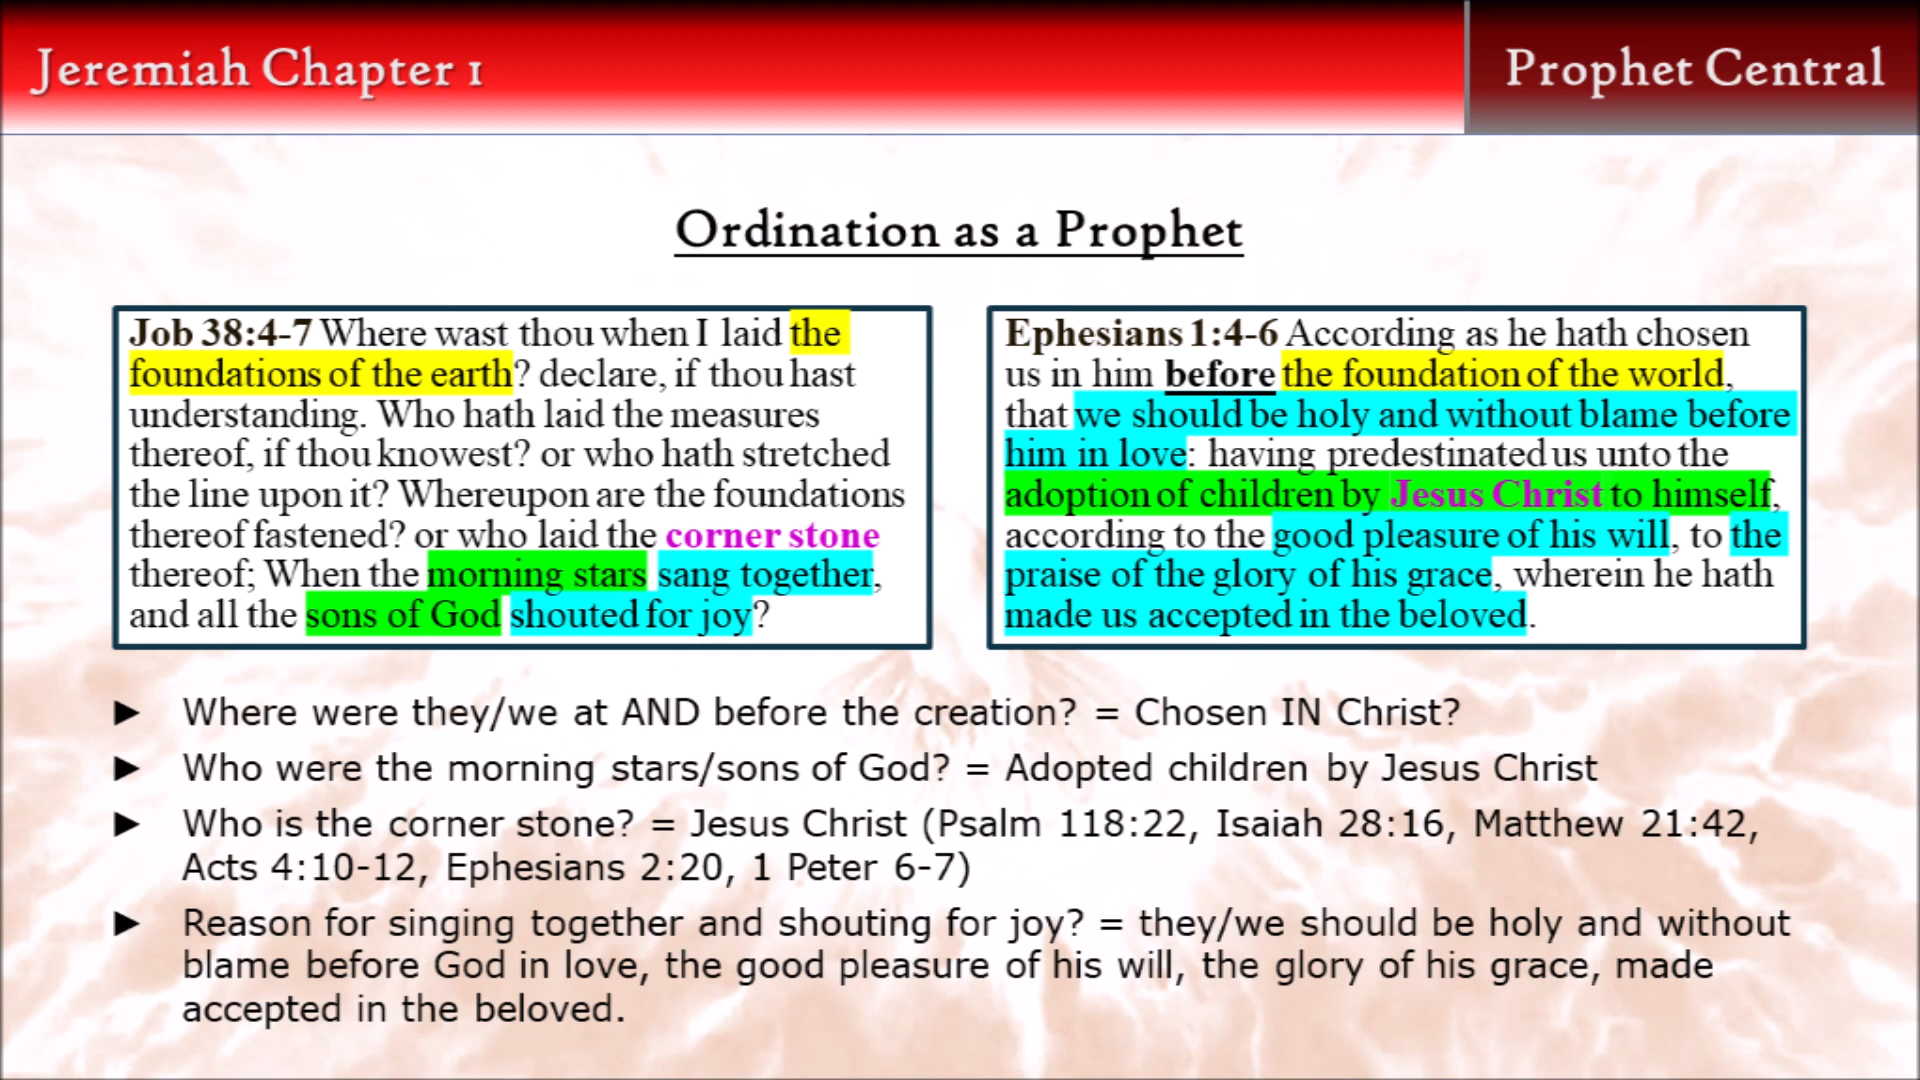 Jeremiah Chapter 1
Prophet Central
Ordination as a Prophet
Job 38:4-7 Where wast thou when I laid the
foundations of the earth? declare, if thou hast
understanding. Who hath laid the measures
thereof, if thou knowest? or who hath stretched
the line upon it? Whereupon are the foundations
thereof fastened? or who laid the corner stone
thereof; When the morning stars sang together,
and all the sons of God shouted for joy?
Ephesians 1:4-6 According as he hath chosen
us in him before the foundation of the world,
that we should be holy and without blame before
him in love: having predestinated us unto the
adoption of children by Jesus Christ to himself,
according to the good pleasure of his will, to the
praise of the glory of his grace, wherein he hath
made us accepted in the beloved.
► Where were they/we at AND before the creation? = Chosen IN Christ?
► Who were the morning stars/sons of God? = Adopted children by Jesus Christ
► Who is the corner stone? = Jesus Christ (Psalm 118:22, Isaiah 28:16, Matthew 21:42,
Acts 4:10-12, Ephesians 2:20, 1 Peter 6-7)
► Reason for singing together and shouting for joy? = they/we should be holy and without
blame before God in love, the good pleasure of his will, the glory of his grace, made
accepted in the beloved.